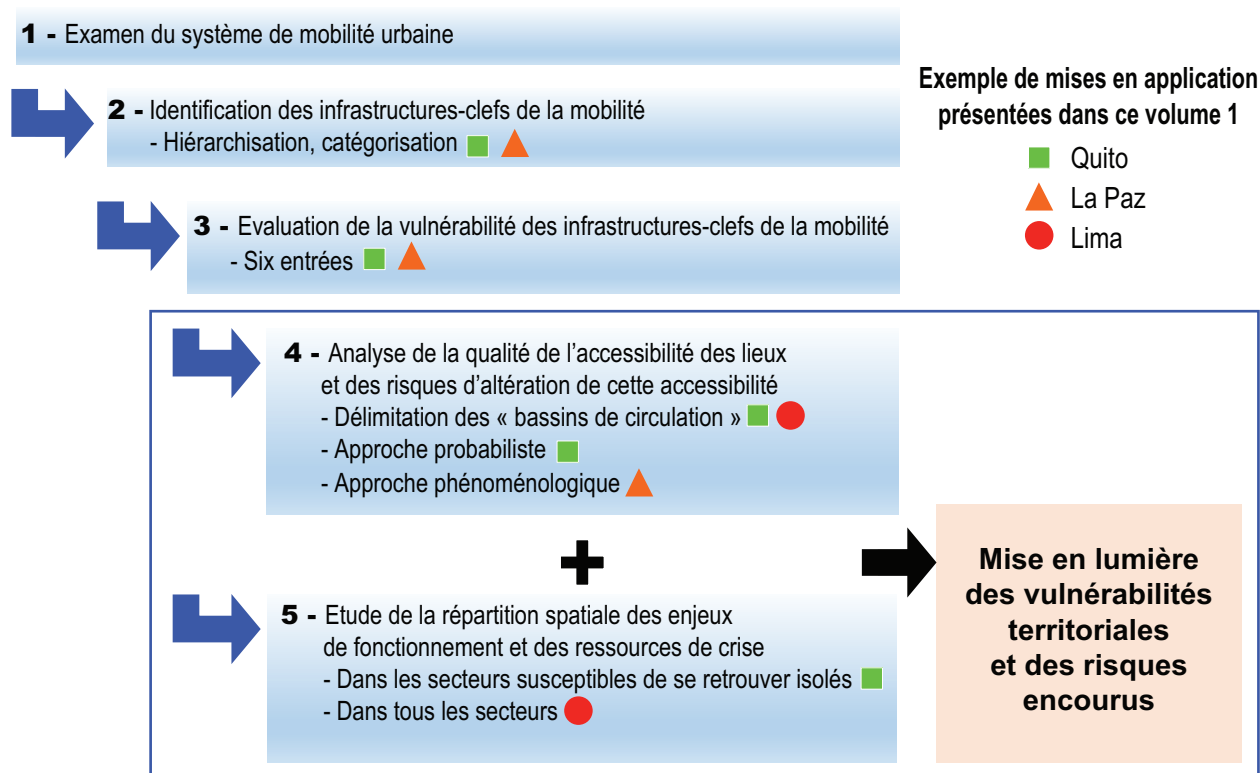 1 - Examen du système de mobilité urbaine
2 - Identification des infrastructures-clefs de la mobilité
- Hiérarchisation, catégorisation
3 - Evaluation de la vulnérabilité des infrastructures-clefs de la mobilité
- Six entrées
4 - Analyse de la qualité de l’accessibilité des lieux
et des risques d’altération de cette accessibilité
- Délimitation des « bassins de circulation »
- Approche probabiliste
- Approche phénoménologique
+
5 - Etude de la répartition spatiale des enjeux
de fonctionnement et des ressources de crise
- Dans les secteurs susceptibles de se retrouver isolés
- Dans tous les secteurs
Exemple de mises en application
présentées dans ce volume 1
Quito
La Paz
Lima
Mise en lumière
des vulnérabilités
territoriales
et des risques
encourus